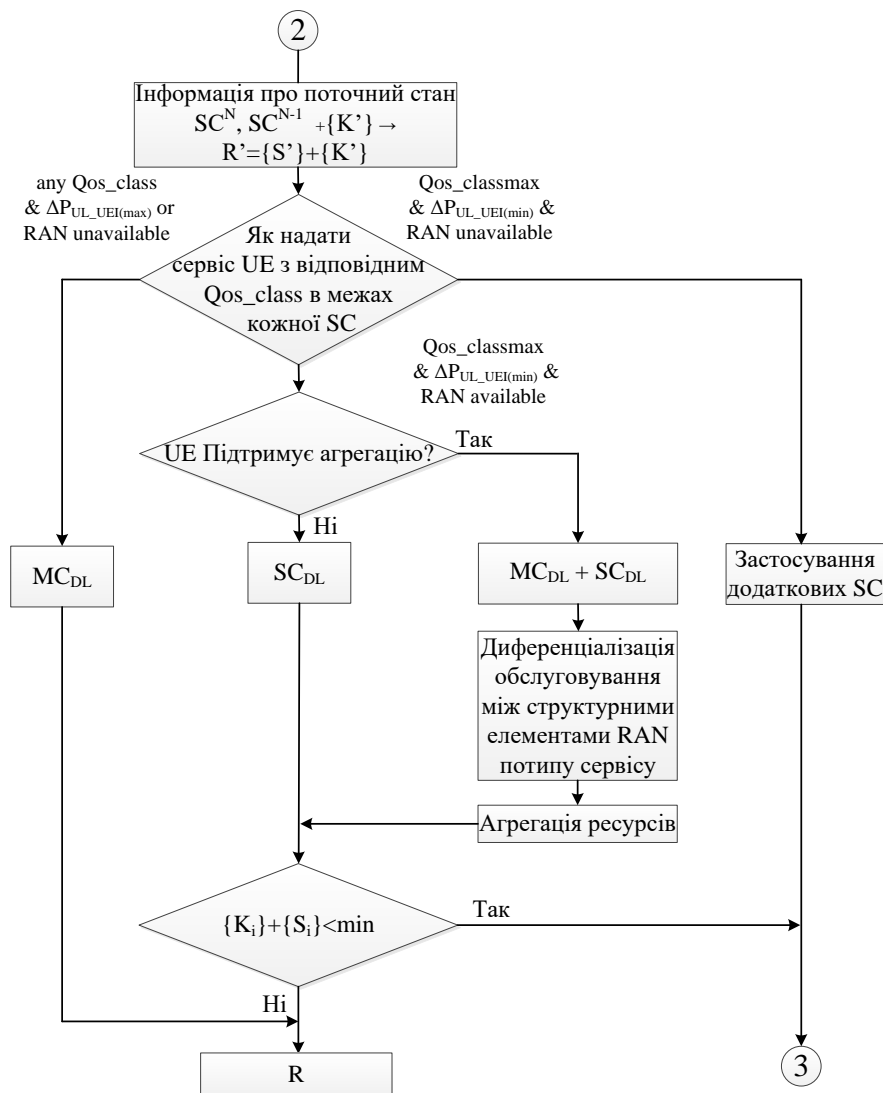 2
Інформація про поточний стан
SC^N, SC^N-1 +{K’} →
R’={S’}+{K’}
any Qos_class
& ΔP_UL_UEI(max) or
RAN unavailable
Qos_classmax
& ΔP_UL_UEI(min) &
RAN unavailable
Як надати
сервіс UE з відповідним
Qos_class в межах
кожної SC
Qos_classmax
& ΔP_UL_UEI(min) &
RAN available
UE Підтримує агрегацію?
Так
Ні
MC_DL
SC_DL
MC_DL + SC_DL
Застосування
додаткових SC
Диференціалізація
обслуговування
між структурними
елементами RAN
потипу сервісу
Агрегація ресурсів
{K_i}+{S_i}<min
Так
Ні
R
3